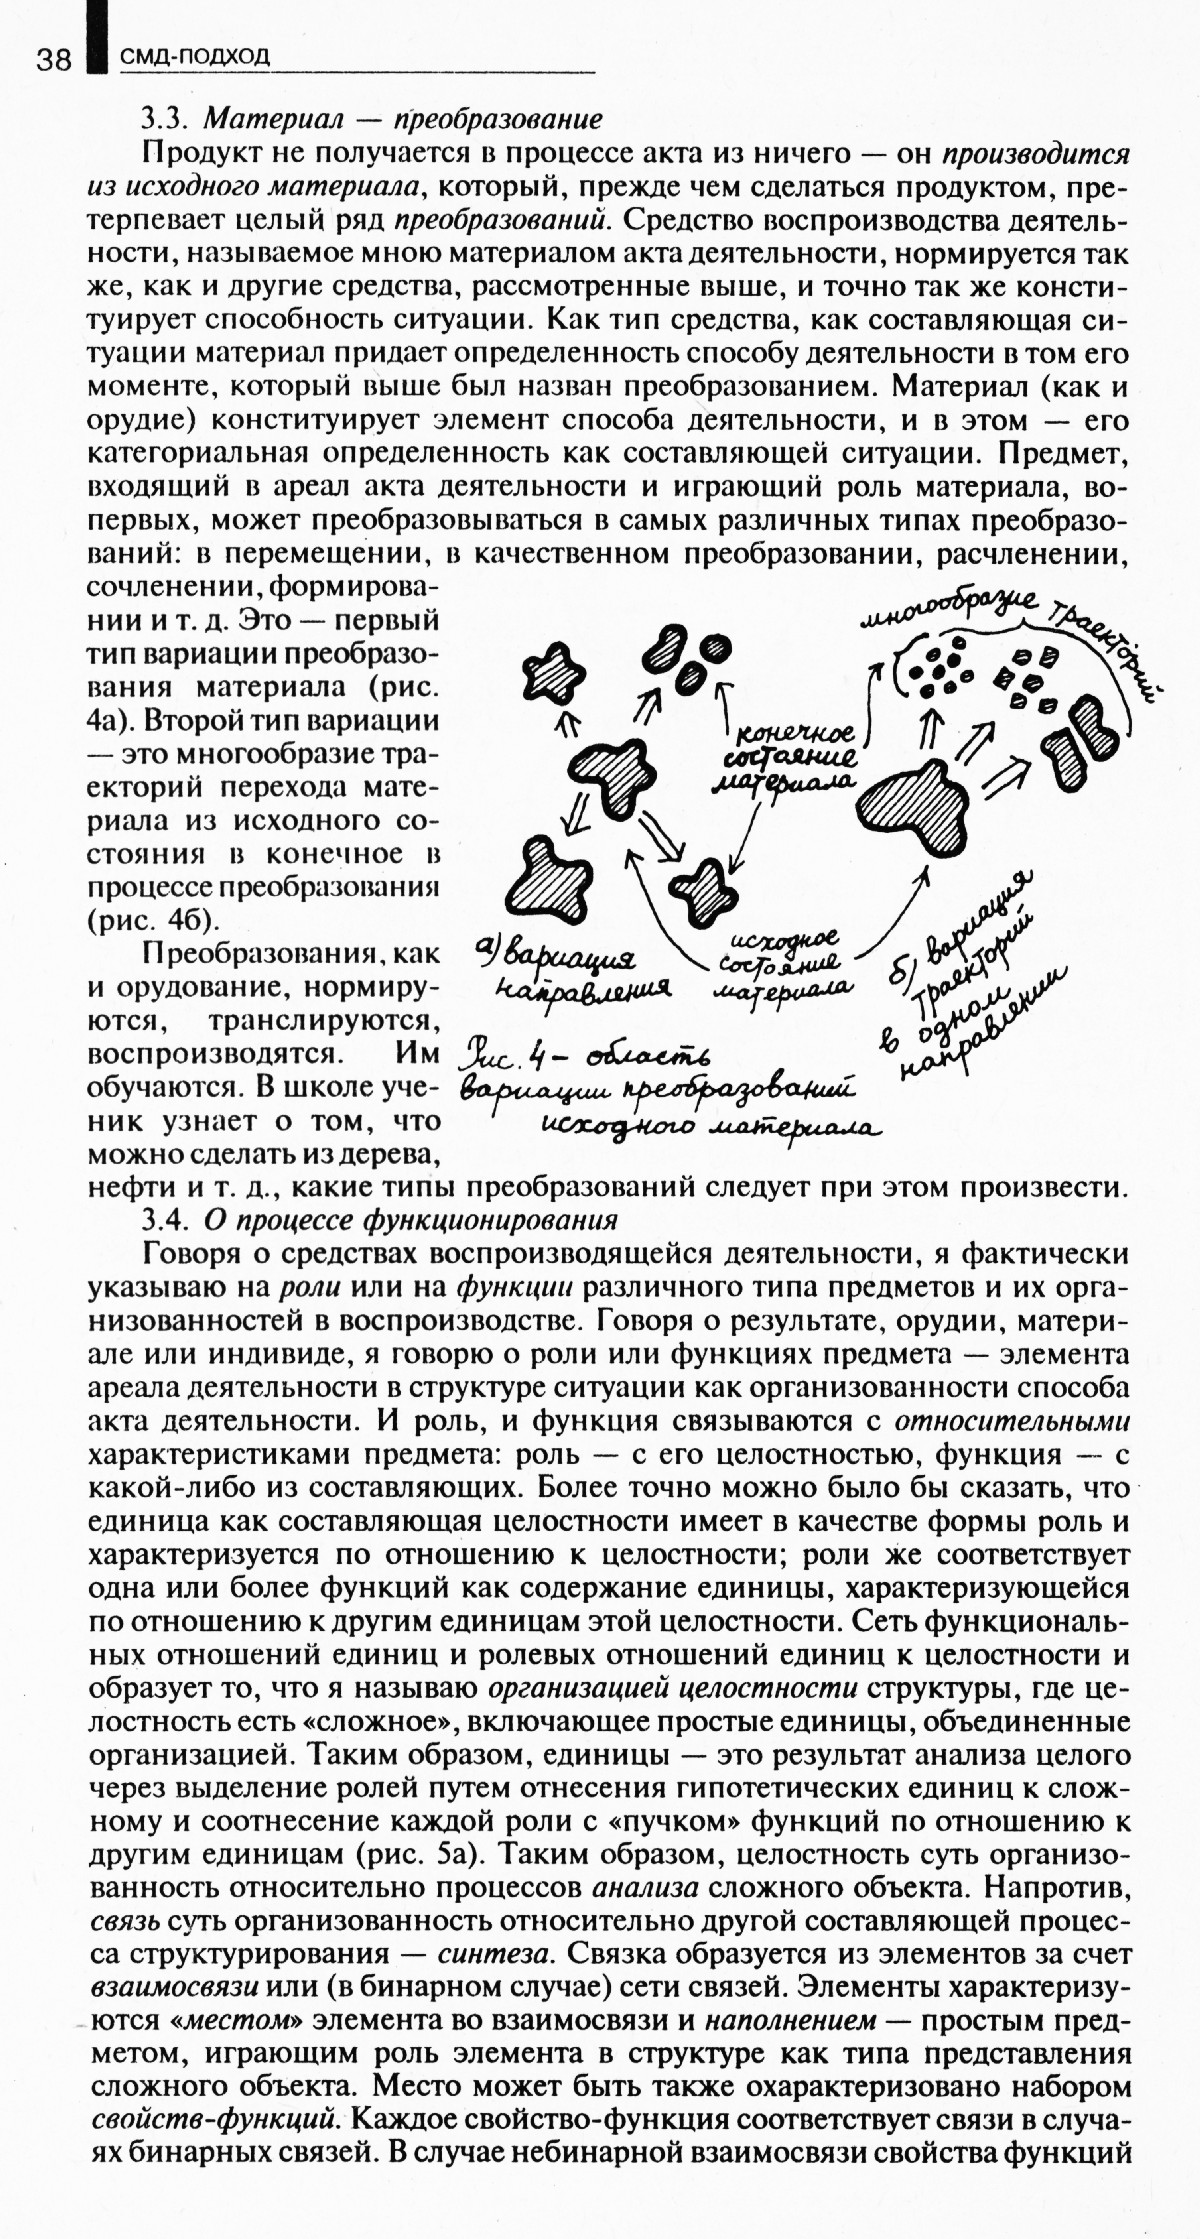 38
СМД-ПОДХОД
3.3. Материал — преобразование
Продукт не получается в процессе акта из ничего — он производится
из исходного материала, который, прежде чем сделаться продуктом, пре-
терпевает целый ряд преобразований. Средство воспроизводства деятель-
ности, называемое мною материалом акта деятельности, нормируется так
же, как и другие средства, рассмотренные выше, и точно так же консти-
туирует способность ситуации. Как тип средства, как составляющая си-
туации материал придает определенность способу деятельности в том его
моменте, который выше был назван преобразованием. Материал (как и
орудие) конституирует элемент способа деятельности, и в этом — его
категориальная определенность как составляющей ситуации. Предмет,
входящий в ареал акта деятельности и играющий роль материала, во-
первых, может преобразовываться в самых различных типах преобразо-
ваний: в перемещении, в качественном преобразовании, расчленении,
сочленении, формирова-
нии и т. д. Это — первый
тип вариации преобразо-
вания материала (рис.
4а). Второй тип вариации
— это многообразие тра-
екторий перехода мате-
риала из исходного со-
стояния в конечное в
процессе преобразования
(рис. 4б).
Преобразования, как
и орудование, нормиру-
ются, транслируются,
воспроизводятся. Им
обучаются. В школе уче-
ник узнает о том, что
можно сделать из дерева,
многообразие траекторий
конечное
состояние
материала
исходное
состояние
материала
а) вариация
направления
б) вариация
траекторий
в одном
направлении
Рис. 4 — область
вариации преобразований
исходного материала
нефти и т. д., какие типы преобразований следует при этом произвести.
3.4. О процессе функционирования
Говоря о средствах воспроизводящейся деятельности, я фактически
указываю на роли или на функции различного типа предметов и их орга-
низованностей в воспроизводстве. Говоря о результате, орудии, матери-
але или индивиде, я говорю о роли или функциях предмета — элемента
ареала деятельности в структуре ситуации как организованности способа
акта деятельности. И роль, и функция связываются с относительными
характеристиками предмета: роль — с его целостностью, функция — с
какой-либо из составляющих. Более точно можно было бы сказать, что
единица как составляющая целостности имеет в качестве формы роль и
характеризуется по отношению к целостности; роли же соответствует
одна или более функций как содержание единицы, характеризующейся
по отношению к другим единицам этой целостности. Сеть функциональ-
ных отношений единиц и ролевых отношений единиц к целостности и
образует то, что я называю организацией целостности структуры, где це-
лостность есть «сложное», включающее простые единицы, объединенные
организацией. Таким образом, единицы — это результат анализа целого
через выделение ролей путем отнесения гипотетических единиц к слож-
ному и соотнесение каждой роли с «пучком» функций по отношению к
другим единицам (рис. 5а). Таким образом, целостность суть организо-
ванность относительно процессов анализа сложного объекта. Напротив,
связь суть организованность относительно другой составляющей процес-
са структурирования — синтеза. Связка образуется из элементов за счет
взаимосвязи или (в бинарном случае) сети связей. Элементы характеризу-
ются «местом» элемента во взаимосвязи и наполнением — простым пред-
метом, играющим роль элемента в структуре как типа представления
сложного объекта. Место может быть также охарактеризовано набором
свойств-функций. Каждое свойство-функция соответствует связи в случа-
ях бинарных связей. В случае небинарной взаимосвязи свойства функций